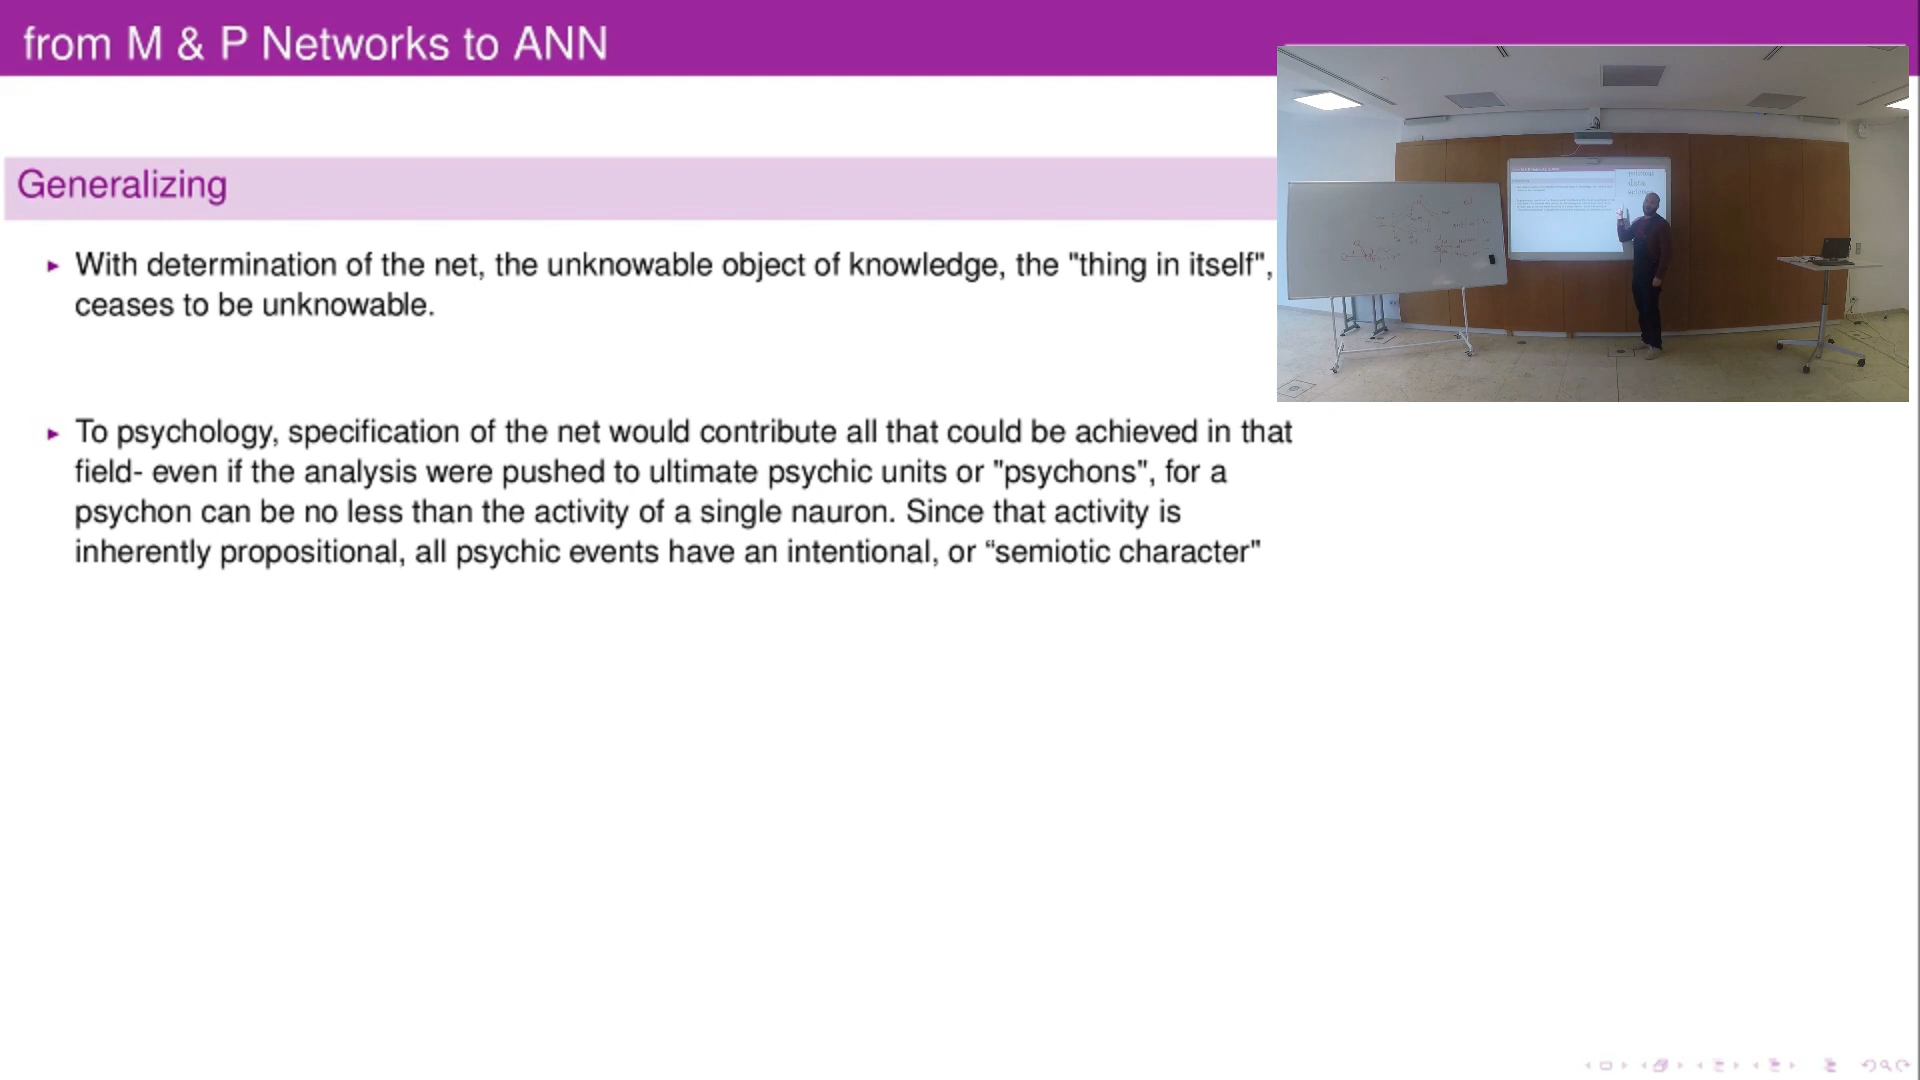 from M & P Networks to ANN
Generalizing
With determination of the net, the unknowable object of knowledge, the "thing in itself",
ceases to be unknowable.
To psychology, specification of the net would contribute all that could be achieved in that
field- even if the analysis were pushed to ultimate psychic units or "psychons", for a
psychon can be no less than the activity of a single nauron. Since that activity is
inherently propositional, all psychic events have an intentional, or “semiotic character"